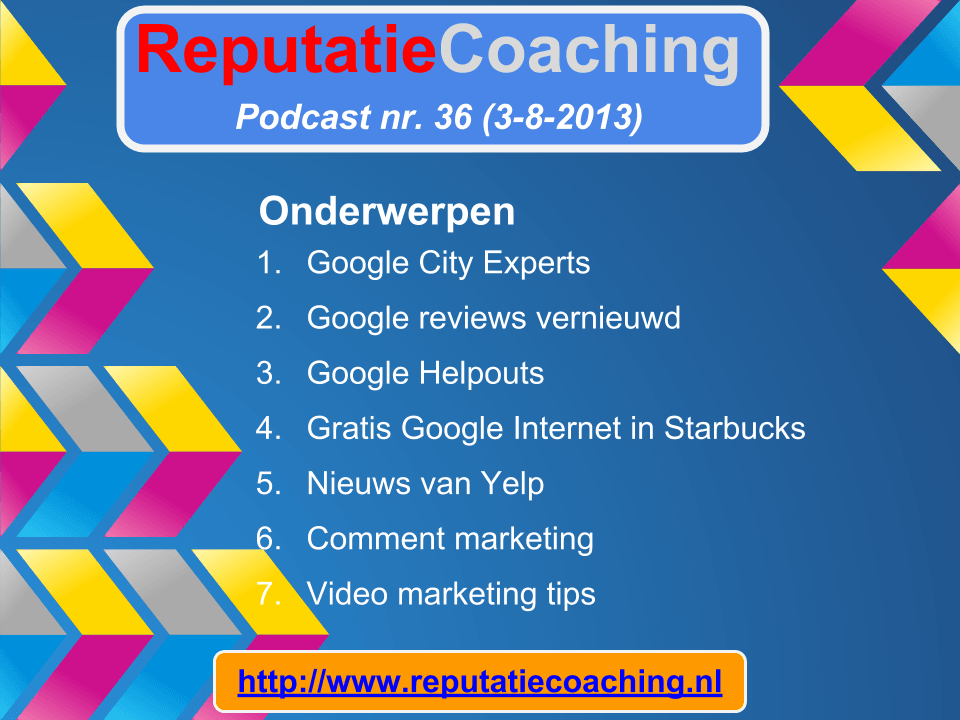 ReputatieCoaching
Podcast nr. 36 (3-8-2013)
Onderwerpen
1. Google City Experts
2. Google reviews vernieuwd
3. Google Helpouts
4. Gratis Google Internet in Starbucks
5. Nieuws van Yelp
6. Comment marketing
7. Video marketing tips
http://www.reputatiecoaching.nl